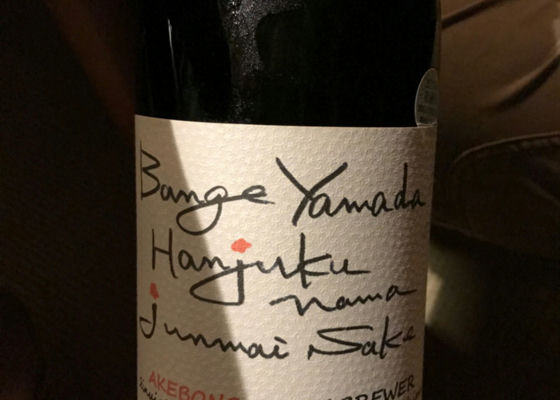 Bange Yamada
Hanjuku
nama
junmai Sake
AKEBONO BREWER